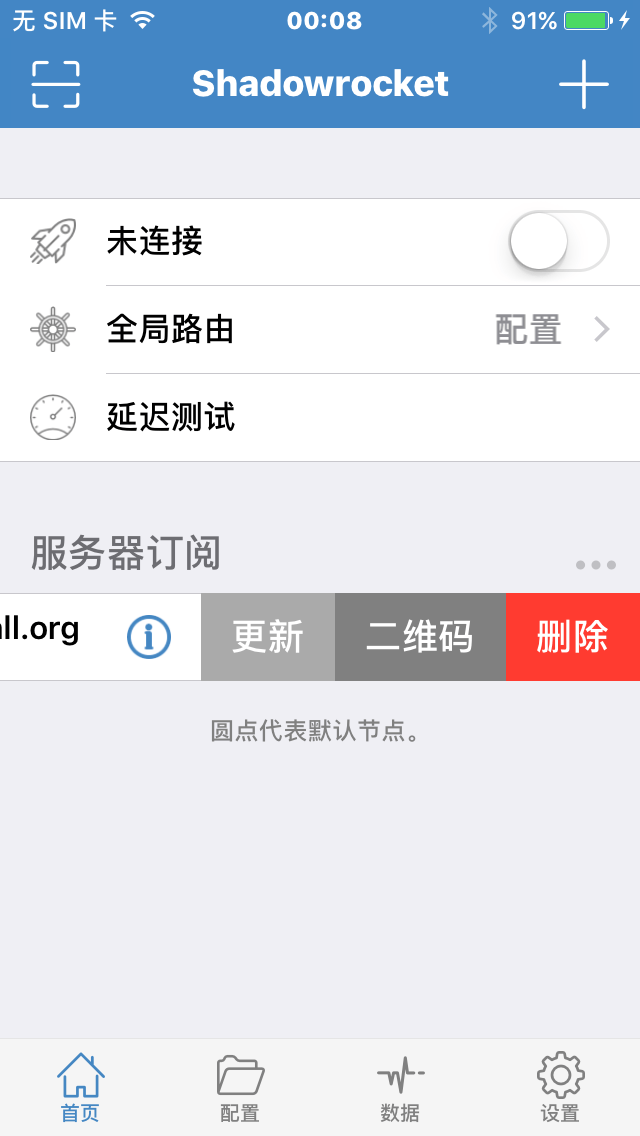 无 SIM 卡 00:08 91%
Shadowrocket
未连接
全局路由 配置
延迟测试
服务器订阅
ll.org 更新 二维码 删除
圆点代表默认节点。
首页 配置 数据 设置